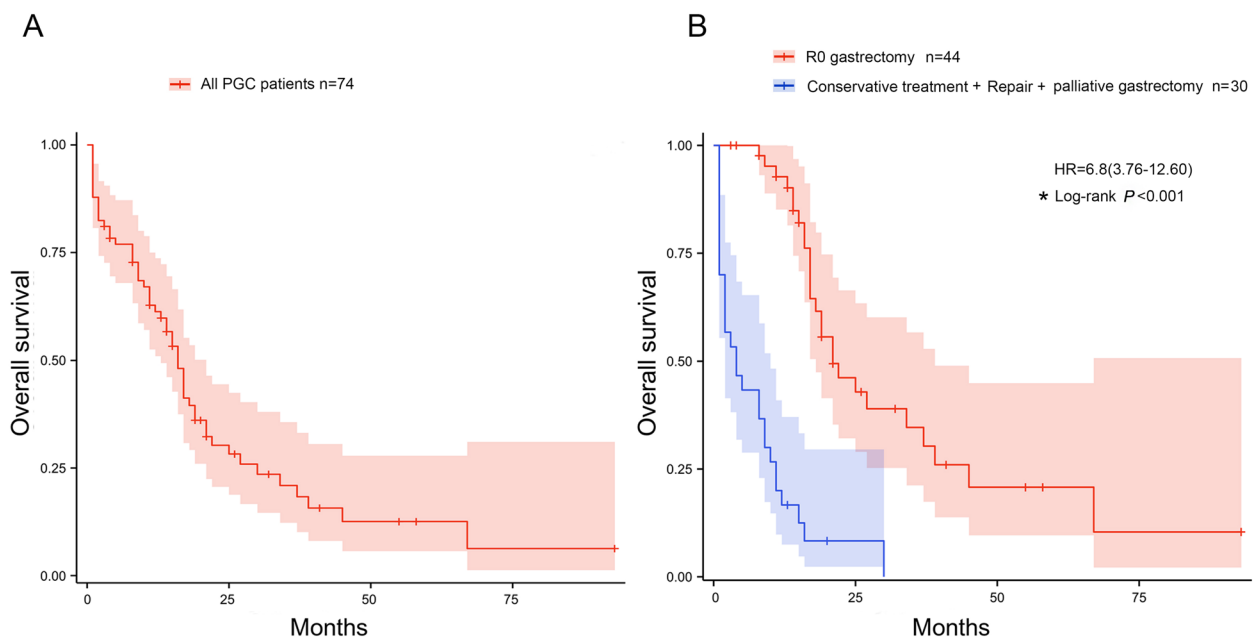 A
All PGC patients n=74
1.00
0.75
0.50
0.25
0.00
Overall survival
0
25
50
75
Months
B
R0 gastrectomy n=44
Conservative treatment + Repair + palliative gastrectomy n=30
HR=6.8(3.76-12.60)
* Log-rank P<0.001
1.00
0.75
0.50
0.25
0.00
Overall survival
0
25
50
75
Months